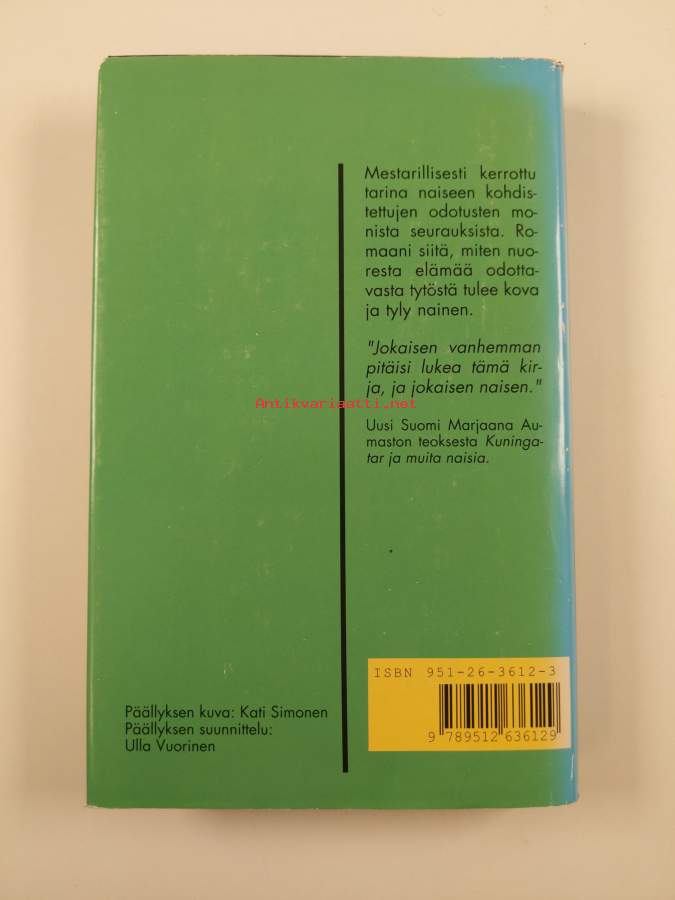 Mestarillisesti kerrottu
tarina naiseen kohdis-
tettujen odotusten mo-
nista seurauksista. Ro-
maani siitä, miten nuo-
resta elämää odotta-
vasta tytöstä tulee kova
ja tyly nainen.
"Jokaisen vanhemman
pitäisi lukea tämä kir-
ja, ja jokaisen naisen."
Antikvariaatti.net
Uusi Suomi Marjaana Au-
maston teoksesta Kuninga-
tar ja muita naisia.
ISBN 951-26-3612-3
9 789512 636129
Päällyksen kuva: Kati Simonen
Päällyksen suunnittelu:
Ulla Vuorinen